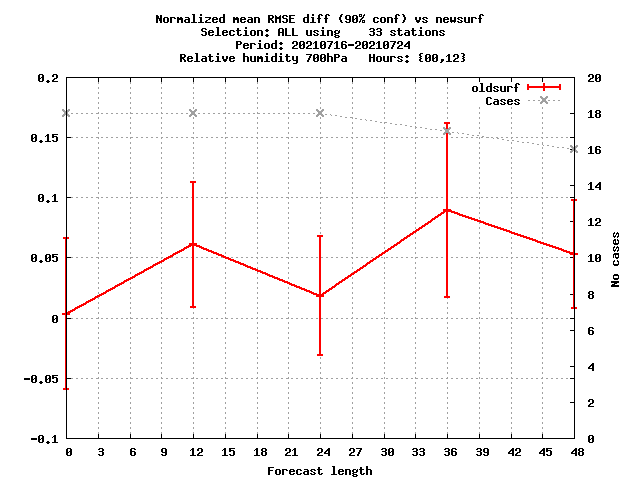 Normalized mean RMSE diff (90% conf) vs newsurf
Selection: ALL using    33 stations
Period: 20210716-20210724
Relative humidity 700hPa   Hours: {00,12}
oldsurf
Cases
0.2
0.15
0.1
0.05
0
-0.05
-0.1
20
18
16
14
12
10
8
6
4
2
0
No cases
0 3 6 9 12 15 18 21 24 27 30 33 36 39 42 45 48
Forecast length